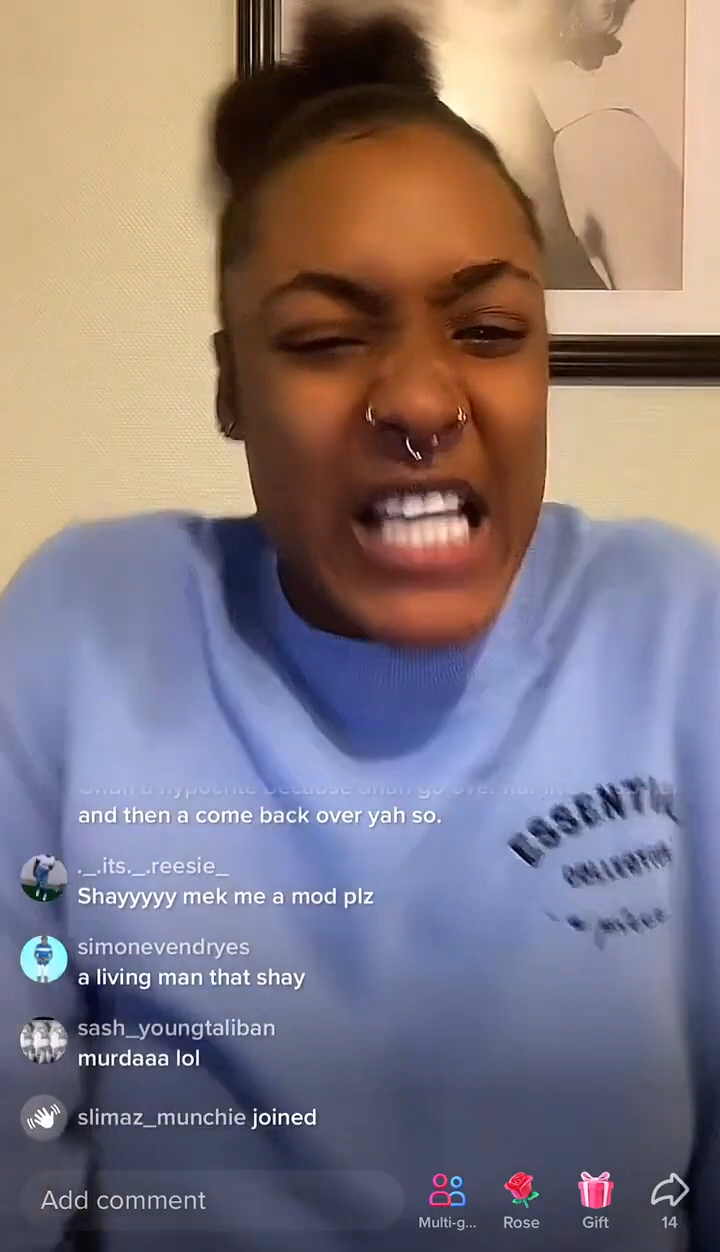 and then a come back over yah so.
._.its._.reesie_
Shayyyyy mek me a mod plz
simonevendryes
a living man that shay
sash_youngtaliban
murdaaa lol
slimaz_munchie joined
Add comment
Multi-g...
Rose
Gift
14